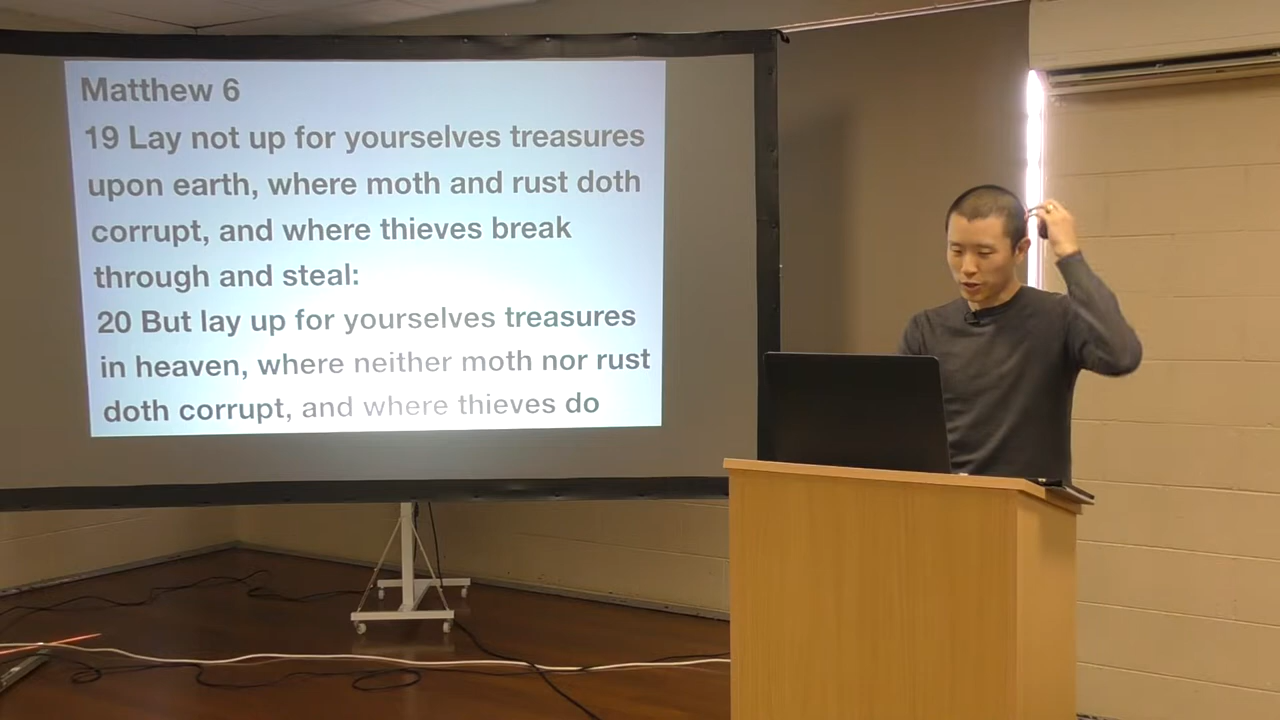 Matthew 6
19 Lay not up for yourselves treasures
upon earth, where moth and rust doth
corrupt, and where thieves break
through and steal:
20 But lay up for yourselves treasures
in heaven, where neither moth nor rust
doth corrupt, and where thieves do